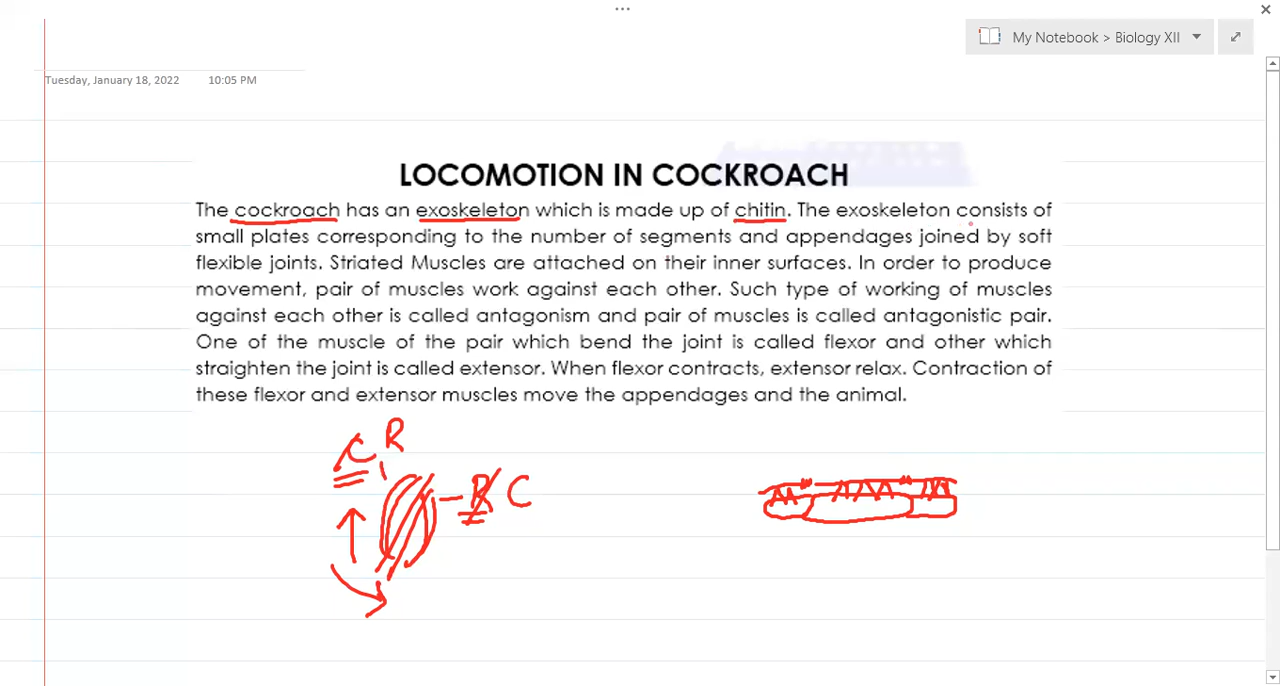 My Notebook > Biology XII
Tuesday, January 18, 2022 10:05 PM
LOCOMOTION IN COCKROACH
The cockroach has an exoskeleton which is made up of chitin. The exoskeleton consists of
small plates corresponding to the number of segments and appendages joined by soft
flexible joints. Striated Muscles are attached on their inner surfaces. In order to produce
movement, pair of muscles work against each other. Such type of working of muscles
against each other is called antagonism and pair of muscles is called antagonistic pair.
One of the muscle of the pair which bend the joint is called flexor and other which
straighten the joint is called extensor. When flexor contracts, extensor relax. Contraction of
these flexor and extensor muscles move the appendages and the animal.
C R
R C